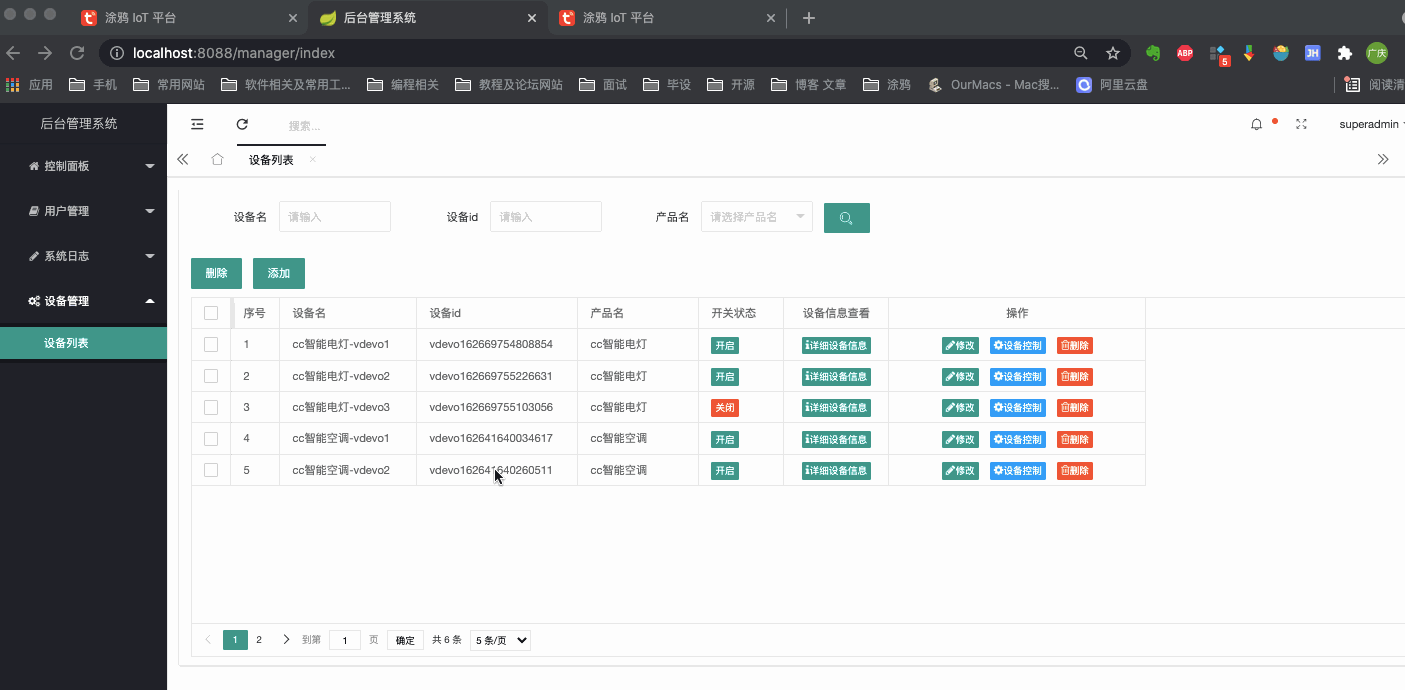 涂鸦 IoT 平台
后台管理系统
涂鸦 IoT 平台
localhost:8088/manager/index
ABP
5
JH
广庆
应用 手机 常用网站 软件相关及常用工... 编程相关 教程及论坛网站 面试 毕设 开源 博客 文章 涂鸦 OurMacs - Mac搜... 阿里云盘 阅读清
后台管理系统
搜索...
superadmin
控制面板
设备列表
用户管理
系统日志
设备管理
设备列表
设备名 请输入 设备id 请输入 产品名 请选择产品名
删除 添加
序号 设备名 设备id 产品名 开关状态 设备信息查看 操作
1 cc智能电灯-vdevo1 vdevo162669754808854 cc智能电灯 开启 详细设备信息 修改 设备控制 删除
2 cc智能电灯-vdevo2 vdevo162669755226631 cc智能电灯 开启 详细设备信息 修改 设备控制 删除
3 cc智能电灯-vdevo3 vdevo162669755103056 cc智能电灯 关闭 详细设备信息 修改 设备控制 删除
4 cc智能空调-vdevo1 vdevo162641640034617 cc智能空调 开启 详细设备信息 修改 设备控制 删除
5 cc智能空调-vdevo2 vdevo162641640260511 cc智能空调 开启 详细设备信息 修改 设备控制 删除
1 2 到第 1 页 确定 共 6 条 5 条/页